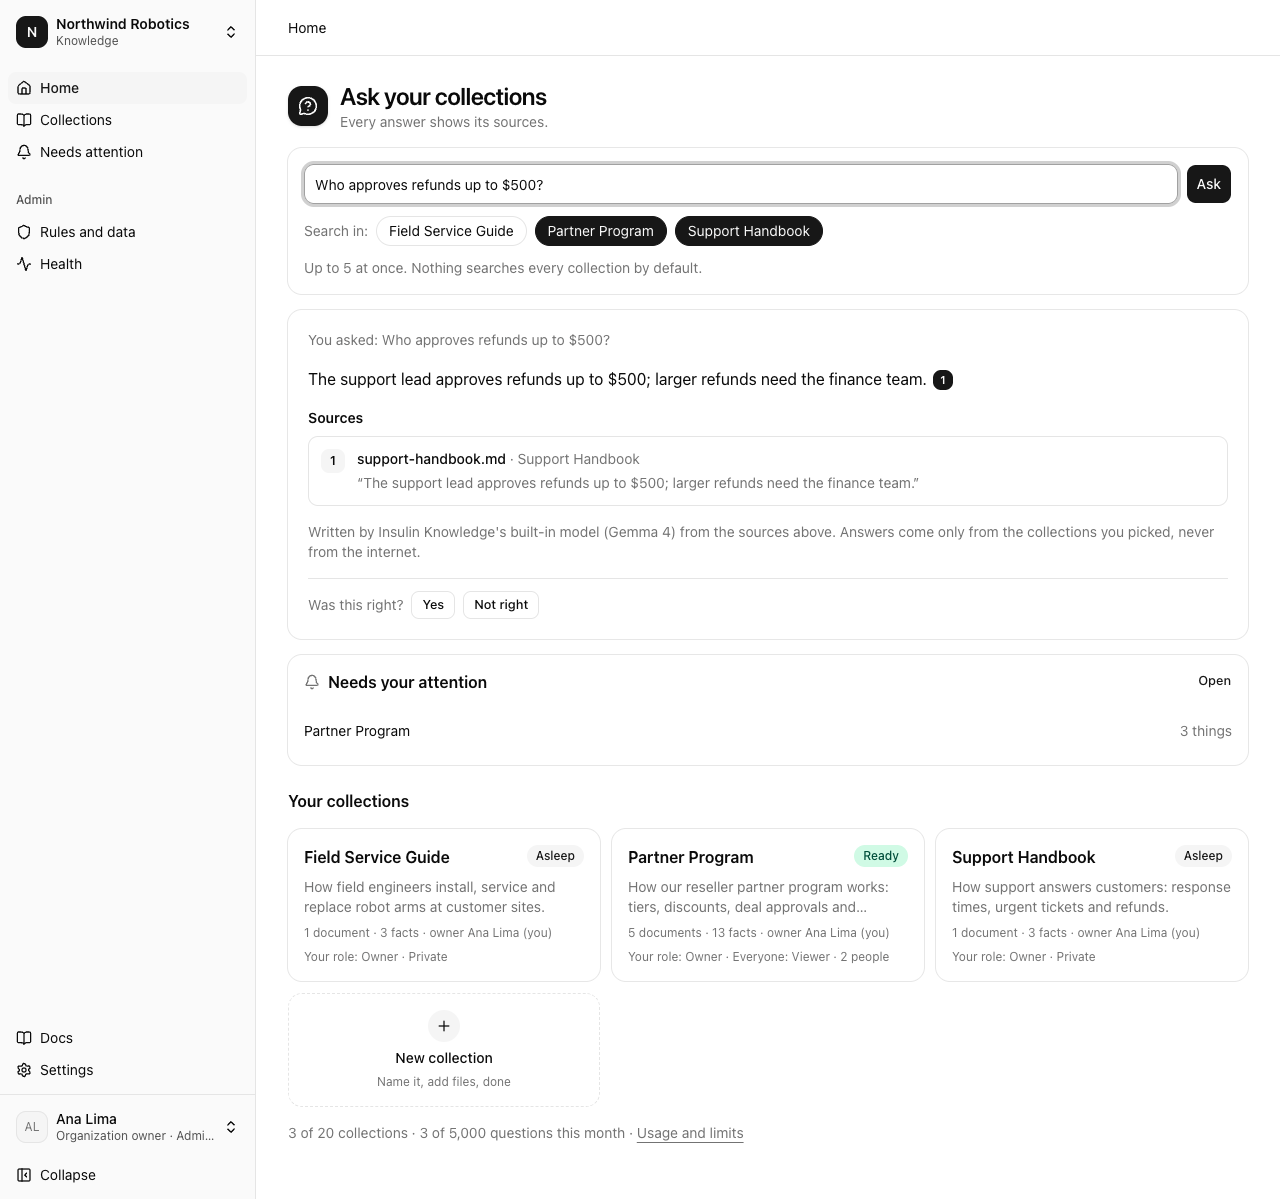 N
Northwind Robotics
Knowledge
Home
Collections
Needs attention
Admin
Rules and data
Health
Docs
Settings
AL
Ana Lima
Organization owner · Admi...
Collapse
Home
Ask your collections
Every answer shows its sources.
Who approves refunds up to $500?
Ask
Search in: Field Service Guide Partner Program Support Handbook
Up to 5 at once. Nothing searches every collection by default.
You asked: Who approves refunds up to $500?
The support lead approves refunds up to $500; larger refunds need the finance team. 1
Sources
1 support-handbook.md · Support Handbook
“The support lead approves refunds up to $500; larger refunds need the finance team.”
Written by Insulin Knowledge's built-in model (Gemma 4) from the sources above. Answers come only from the collections you picked, never
from the internet.
Was this right? Yes Not right
Needs your attention
Open
Partner Program
3 things
Your collections
Field Service Guide
Asleep
How field engineers install, service and
replace robot arms at customer sites.
1 document · 3 facts · owner Ana Lima (you)
Your role: Owner · Private
Partner Program
Ready
How our reseller partner program works:
tiers, discounts, deal approvals and...
5 documents · 13 facts · owner Ana Lima (you)
Your role: Owner · Everyone: Viewer · 2 people
Support Handbook
Asleep
How support answers customers: response
times, urgent tickets and refunds.
1 document · 3 facts · owner Ana Lima (you)
Your role: Owner · Private
New collection
Name it, add files, done
3 of 20 collections · 3 of 5,000 questions this month · Usage and limits